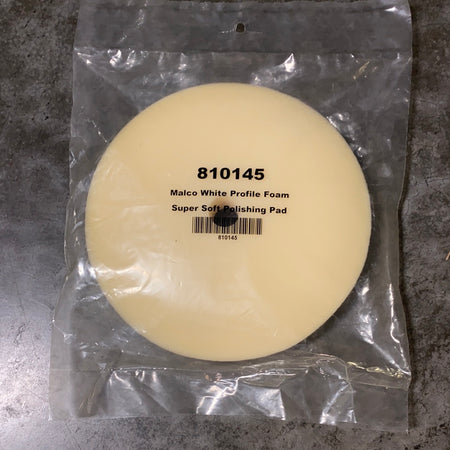 810145
Malco White Profile Foam
Super Soft Polishing Pad
810145